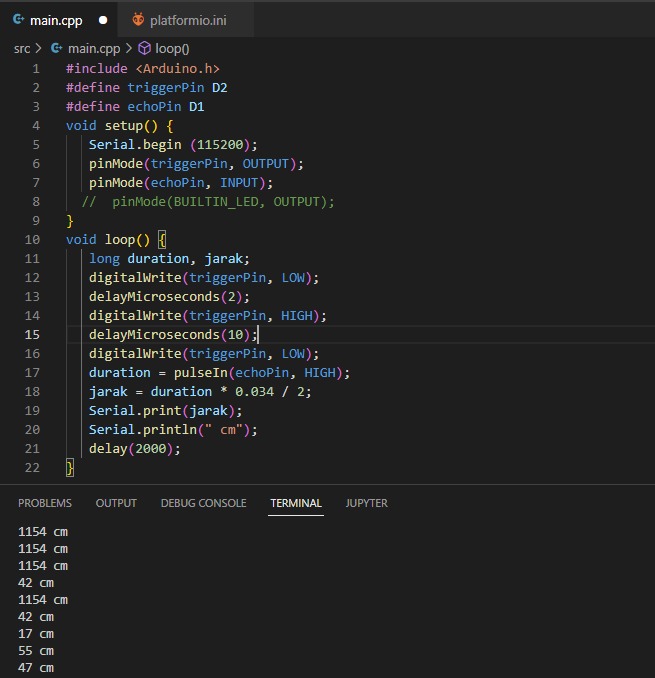 main.cpp platformio.ini
src > main.cpp > loop()
1 #include <Arduino.h>
2 #define triggerPin D2
3 #define echoPin D1
4 void setup() {
5 Serial.begin (115200);
6 pinMode(triggerPin, OUTPUT);
7 pinMode(echoPin, INPUT);
8 // pinMode(BUILTIN_LED, OUTPUT);
9 }
10 void loop() {
11 long duration, jarak;
12 digitalWrite(triggerPin, LOW);
13 delayMicroseconds(2);
14 digitalWrite(triggerPin, HIGH);
15 delayMicroseconds(10);
16 digitalWrite(triggerPin, LOW);
17 duration = pulseIn(echoPin, HIGH);
18 jarak = duration * 0.034 / 2;
19 Serial.print(jarak);
20 Serial.println(" cm");
21 delay(2000);
22 }
PROBLEMS OUTPUT DEBUG CONSOLE TERMINAL JUPYTER
1154 cm
1154 cm
1154 cm
42 cm
1154 cm
42 cm
17 cm
55 cm
47 cm